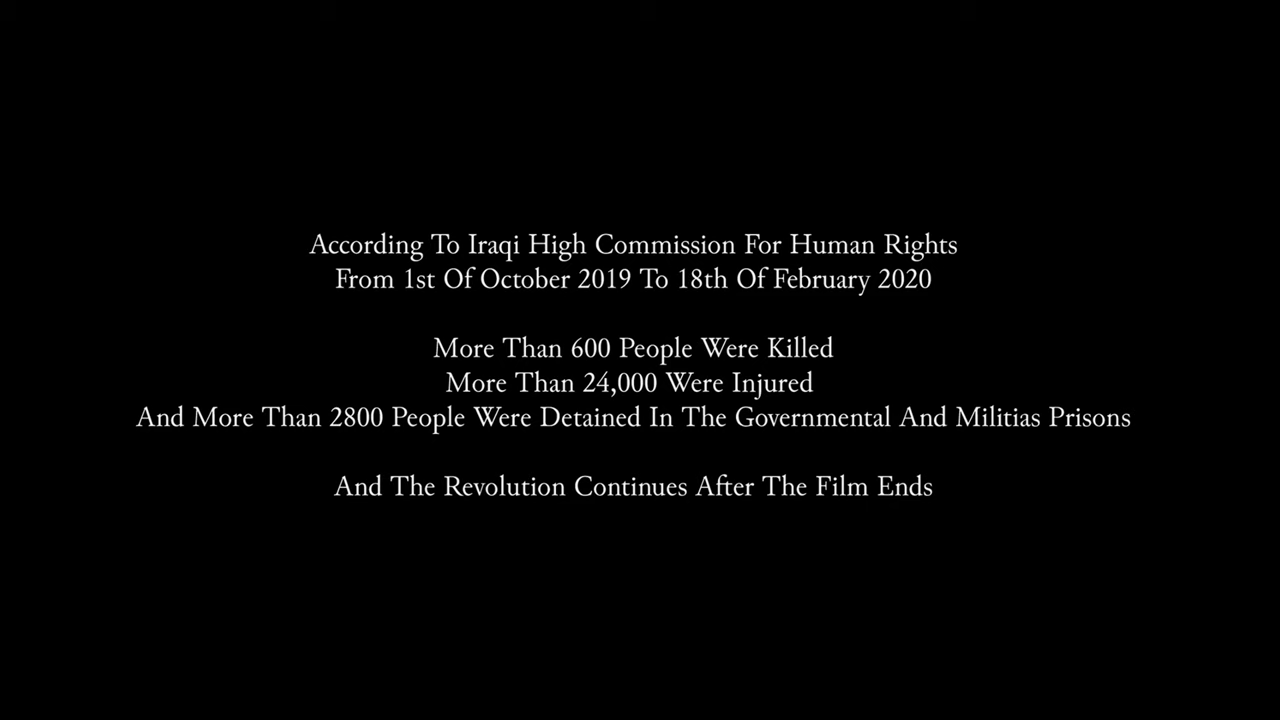 According To Iraqi High Commission For Human Rights
From 1st Of October 2019 To 18th Of February 2020
More Than 600 People Were Killed
More Than 24,000 Were Injured
And More Than 2800 People Were Detained In The Governmental And Militias Prisons
And The Revolution Continues After The Film Ends